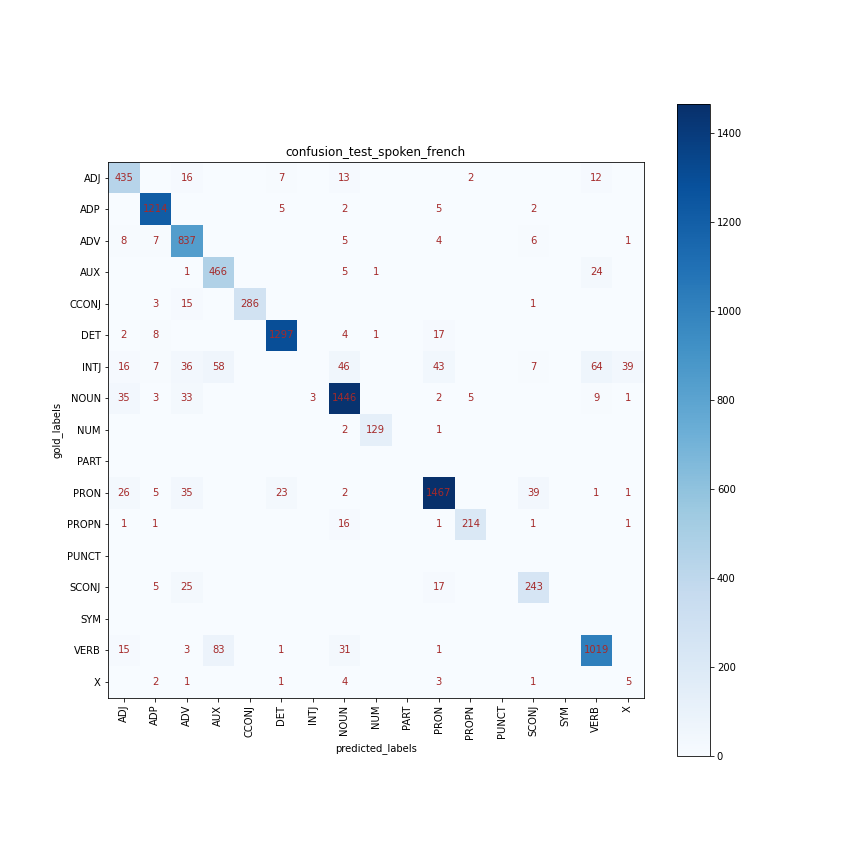 confusion_test_spoken_french
ADJ 435 16 7 13 2 12
ADP 5 2 5 2
ADV 8 7 837 5 4 6 1
AUX 1 466 5 1 24
CCONJ 3 15 286 1
DET 2 8 1297 4 1 17
INTJ 16 7 36 58 46 43 7 64 39
NOUN 35 3 33 3 1446 2 5 9 1
NUM 2 129 1
PART
PRON 26 5 35 23 2 1467 39 1 1
PROPN 1 1 16 1 214 1 1
PUNCT
SCONJ 5 25 17 243
SYM
VERB 15 3 83 1 31 1 1019
X 2 1 1 4 3 1 5
gold_labels
ADJ ADP ADV AUX CCONJ DET INTJ NOUN NUM PART PRON PROPN PUNCT SCONJ SYM VERB X
predicted_labels
1400
1200
1000
800
600
400
200
0